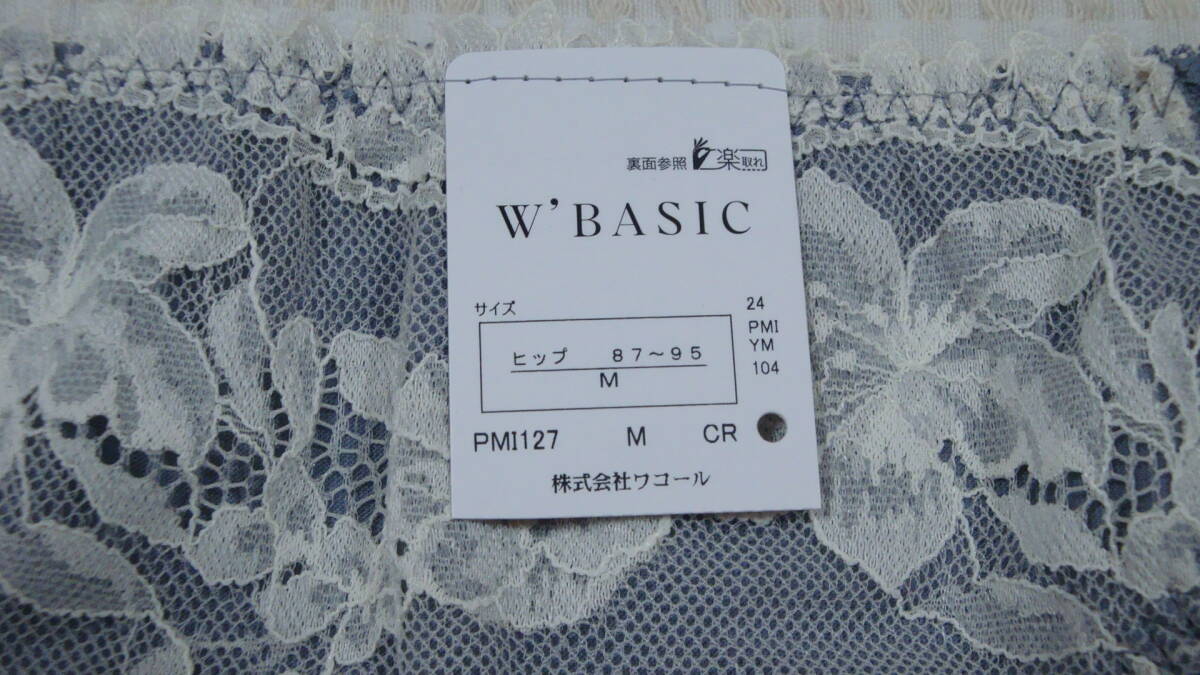 裏面参照 楽取れ
W'BASIC
サイズ
ヒップ 87~95
M
24
PMI
YM
104
PMI127 M CR
株式会社ワコール